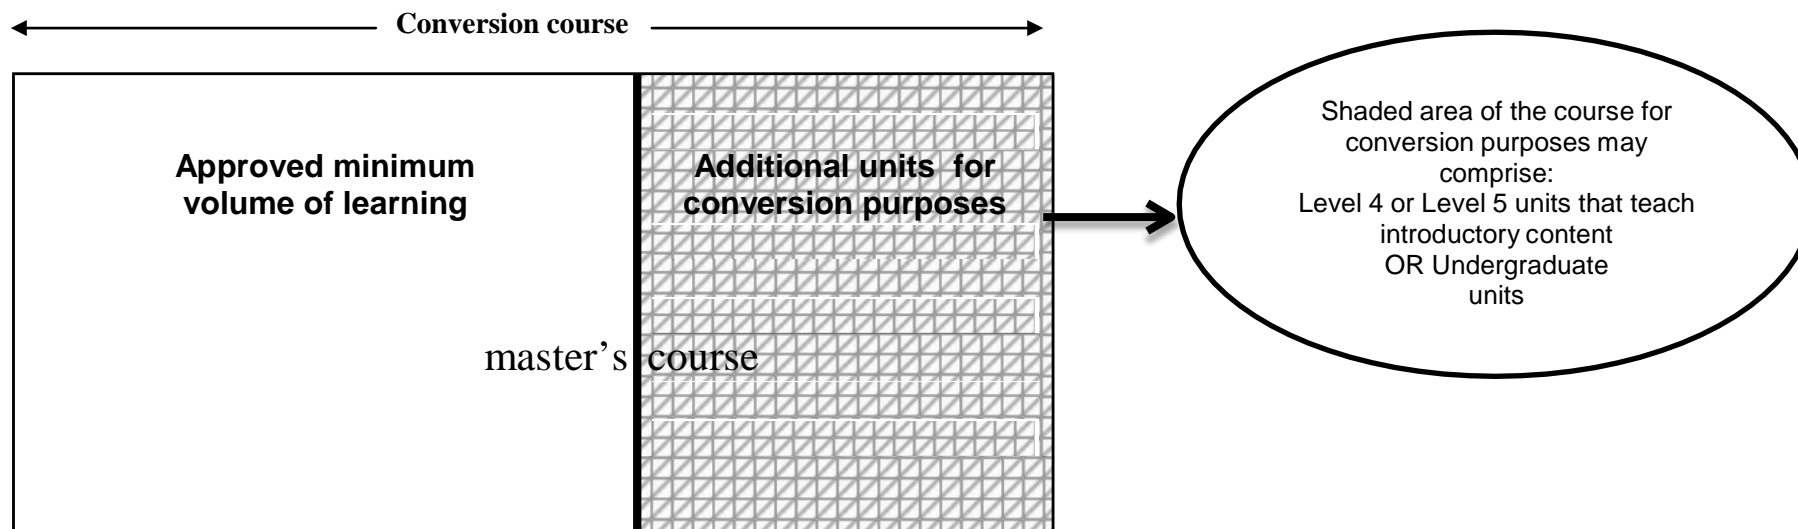 Conversion course
Approved minimum
volume of learning
Additional units for
conversion purposes
master’s course
Shaded area of the course for
conversion purposes may
comprise:
Level 4 or Level 5 units that teach
introductory content
OR Undergraduate
units